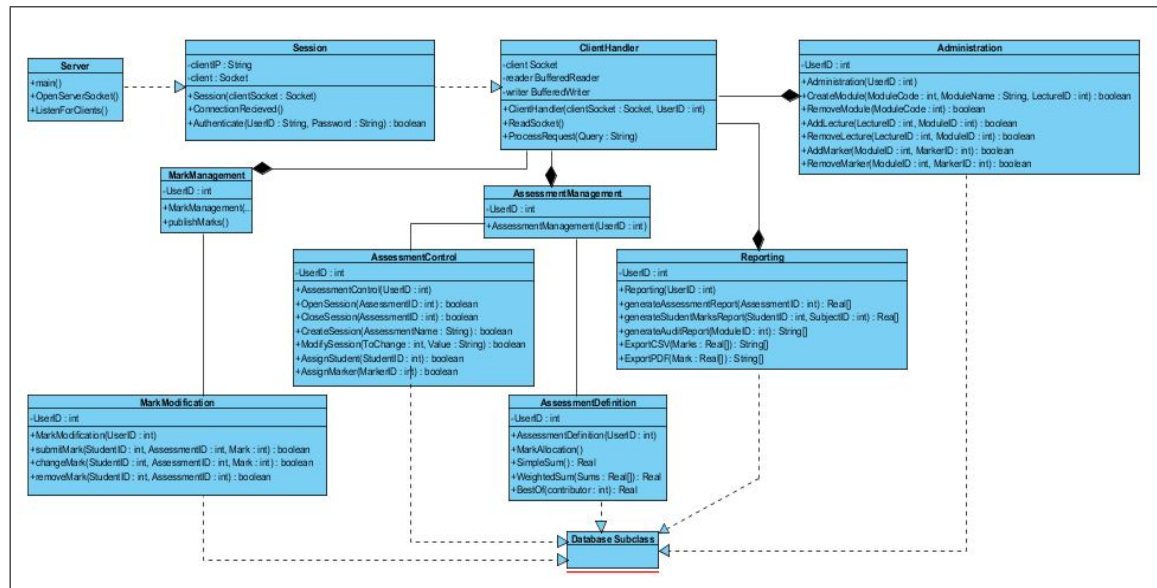 Server
+main()
+OpenServerSocket()
+ListenForClients()
Session
-clientIP : String
-client : Socket
+Session(clientSocket : Socket)
+ConnectionRecieved()
+Authenticate(UserID : String, Password : String) : boolean
ClientHandler
-client Socket
-reader BufferedReader
-writer BufferedWriter
+ClientHandler(clientSocket : Socket, UserID : int)
+ReadSocket()
+ProcessRequest(Query : String)
Administration
-UserID : int
+Administration(UserID : int)
+CreateModule(ModuleCode : int, ModuleName : String, LectureID : int) : boolean
+RemoveModule(ModuleCode : int) : boolean
+AddLecture(LectureID : int, ModuleID : int) : boolean
+RemoveLecture(LectureID : int, ModuleID : int) : boolean
+AddMarker(ModuleID : int, MarkerID : int) : boolean
+RemoveMarker(ModuleID : int, MarkerID : int) : boolean
MarkManagement
-UserID : int
+MarkManagement(...
+publishMarks()
AssessmentManagement
-UserID : int
+AssessmentManagement(UserID : int)
AssessmentControl
-UserID : int
+AssessmentControl(UserID : int)
+OpenSession(AssessmentID : int) : boolean
+CloseSession(AssessmentID : int) : boolean
+CreateSession(AssessmentName : String) : boolean
+ModifySession(ToChange : int, Value : String) : boolean
+AssignStudent(StudentID : int) : boolean
+AssignMarker(MarkerID : int) : boolean
Reporting
-UserID : int
+Reporting(UserID : int)
+generateAssessmentReport(AssessmentID : int) : Real[]
+generateStudentMarksReport(StudentID : int, SubjectID : int) : Real[]
+generateAuditReport(ModuleID : int) : String[]
+ExportCSV(Marks : Real[]) : String[]
+ExportPDF(Mark : Real[]) : String[]
MarkModification
-UserID : int
+MarkModification(UserID : int)
+submitMark(StudentID : int, AssessmentID : int, Mark : int) : boolean
+changeMark(StudentID : int, AssessmentID : int, Mark : int) : boolean
+removeMark(StudentID : int, AssessmentID : int) : boolean
AssessmentDefinition
-UserID : int
+AssessmentDefinition(UserID : int)
+MarkAllocation()
+SimpleSum() : Real
+WeightedSum(Sums : Real[]) : Real
+BestOf(contributor : int) : Real
Database Subclass